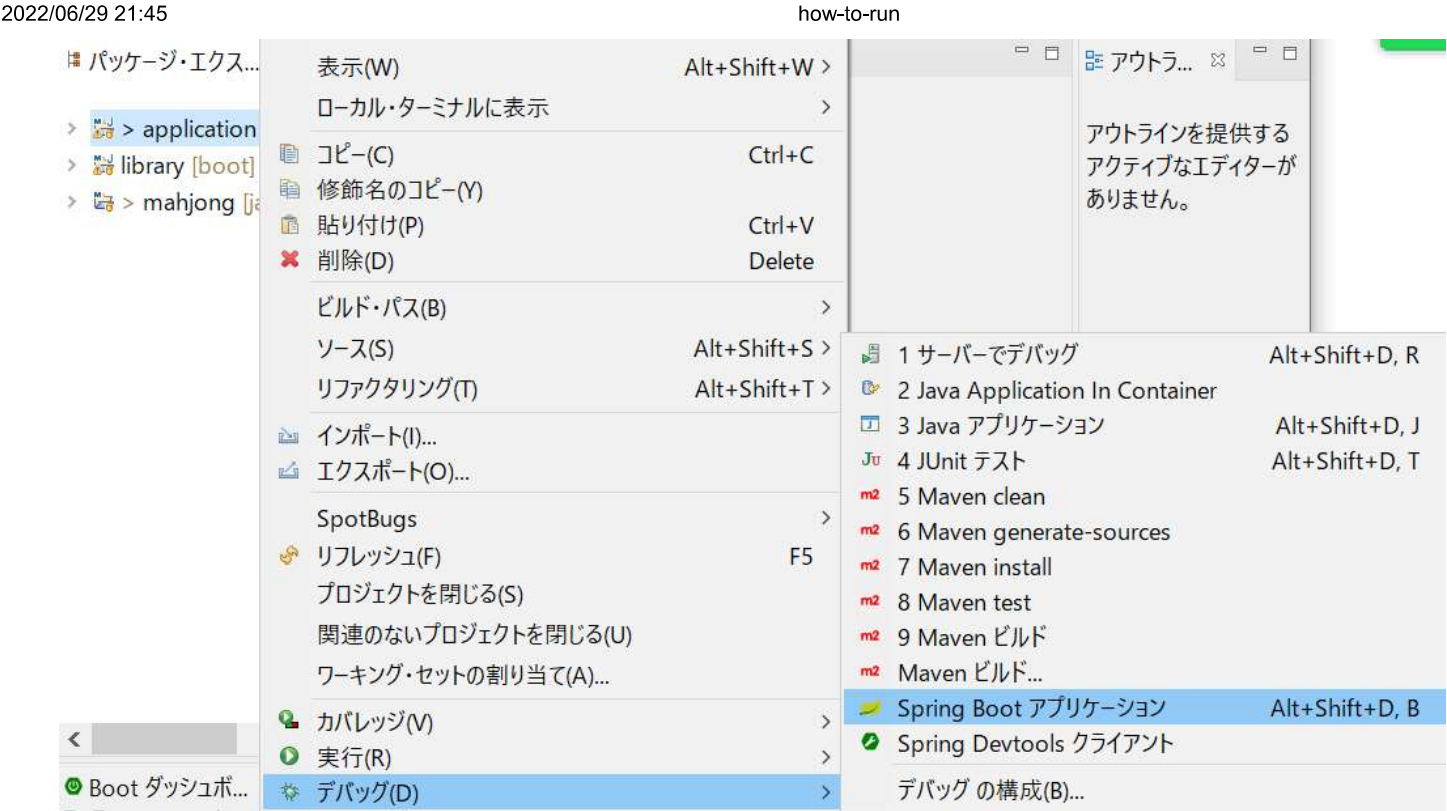 2022/06/29 21:45
how-to-run
パッケージ・エクス...
> application
library [boot]
> mahjong [ja
表示(W) Alt+Shift+W >
ローカル・ターミナルに表示 >
コピー(C) Ctrl+C
修飾名のコピー(Y)
貼り付け(P) Ctrl+V
削除(D) Delete
ビルド・パス(B) >
ソース(S) Alt+Shift+S >
リファクタリング(T) Alt+Shift+T >
インポート(I)...
エクスポート(O)...
SpotBugs >
リフレッシュ(F) F5
プロジェクトを閉じる(S)
関連のないプロジェクトを閉じる(U)
ワーキング・セットの割り当て(A)...
カバレッジ(V) >
実行(R) >
デバッグ(D) >
Boot ダッシュボ...
アウトラ...
アウトラインを提供する
アクティブなエディターが
ありません。
1 サーバーでデバッグ Alt+Shift+D, R
2 Java Application In Container
3 Java アプリケーション Alt+Shift+D, J
4 JUnit テスト Alt+Shift+D, T
5 Maven clean
6 Maven generate-sources
7 Maven install
8 Maven test
9 Maven ビルド
Maven ビルド...
Spring Boot アプリケーション Alt+Shift+D, B
Spring Devtools クライアント
デバッグ の構成(B)...